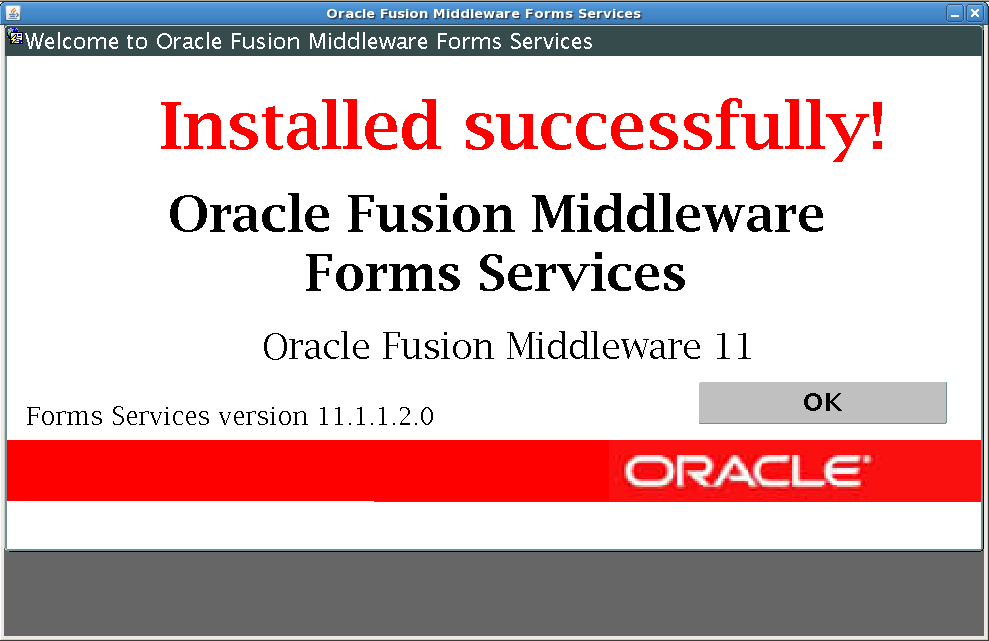 Oracle Fusion Middleware Forms Services
Welcome to Oracle Fusion Middleware Forms Services
Installed successfully!
Oracle Fusion Middleware
Forms Services
Oracle Fusion Middleware 11
OK
Forms Services version 11.1.1.2.0
ORACLE